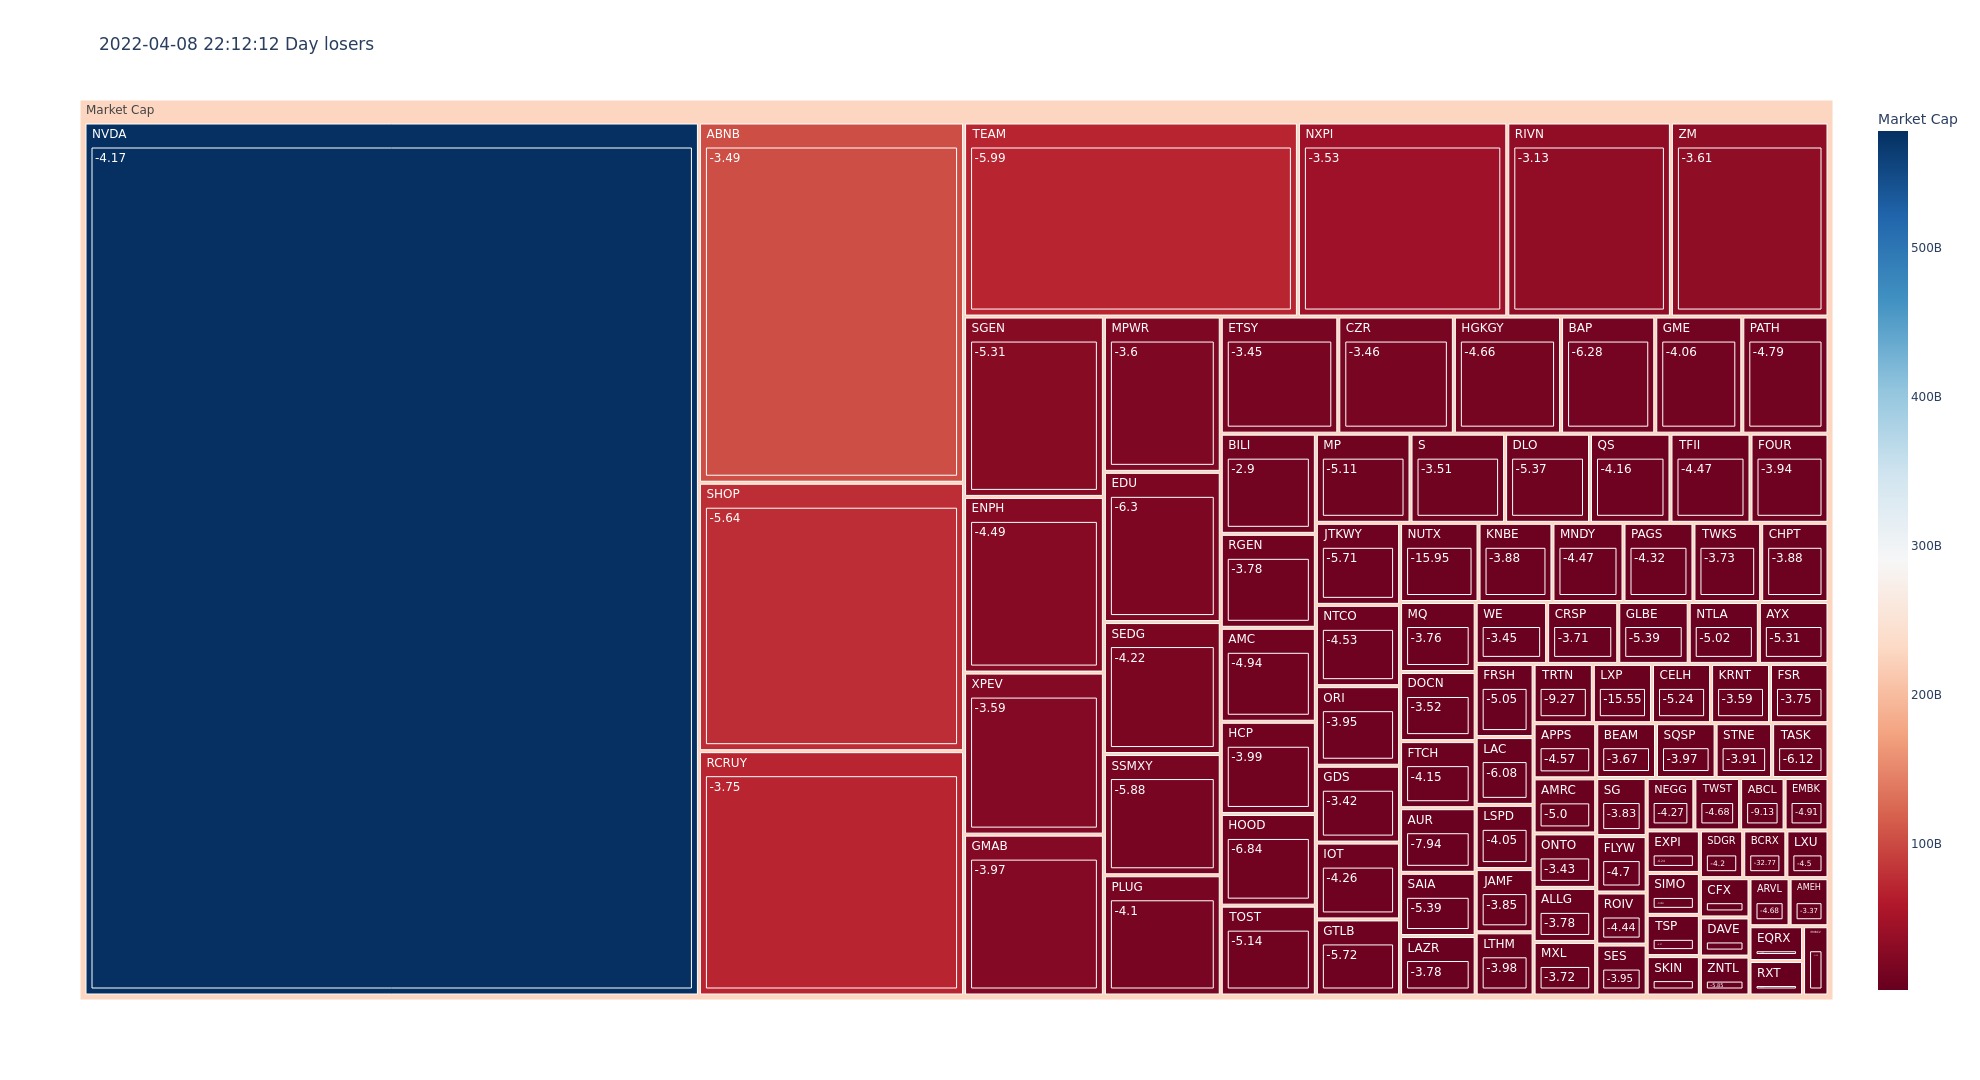 2022-04-08 22:12:12 Day losers
Market Cap
Market Cap
NVDA
-4.17
ABNB
-3.49
SHOP
-5.64
RCRUY
-3.75
TEAM
-5.99
NXPI
-3.53
RIVN
-3.13
ZM
-3.61
SGEN
-5.31
ENPH
-4.49
XPEV
-3.59
GMAB
-3.97
MPWR
-3.6
EDU
-6.3
SEDG
-4.22
SSMXY
-5.88
PLUG
-4.1
ETSY
-3.45
CZR
-3.46
HGKGY
-4.66
BAP
-6.28
GME
-4.06
PATH
-4.79
BILI
-2.9
RGEN
-3.78
AMC
-4.94
HCP
-3.99
HOOD
-6.84
TOST
-5.14
MP
-5.11
S
-3.51
DLO
-5.37
QS
-4.16
TFII
-4.47
FOUR
-3.94
JTKWY
-5.71
NTCO
-4.53
ORI
-3.95
GDS
-3.42
IOT
-4.26
GTLB
-5.72
NUTX
-15.95
KNBE
-3.88
MNDY
-4.47
PAGS
-4.32
TWKS
-3.73
CHPT
-3.88
MQ
-3.76
DOCN
-3.52
FTCH
-4.15
AUR
-7.94
SAIA
-5.39
LAZR
-3.78
WE
-3.45
CRSP
-3.71
GLBE
-5.39
NTLA
-5.02
AYX
-5.31
FRSH
-5.05
LAC
-6.08
LSPD
-4.05
JAMF
-3.85
LTHM
-3.98
TRTN
-9.27
LXP
-15.55
CELH
-5.24
KRNT
-3.59
FSR
-3.75
APPS
-4.57
BEAM
-3.67
SQSP
-3.97
STNE
-3.91
TASK
-6.12
AMRC
-5.0
ONTO
-3.43
ALLG
-3.78
MXL
-3.72
SG
-3.83
FLYW
-4.7
ROIV
-4.44
SES
-3.95
NEGG
-4.27
TWST
-4.68
ABCL
-9.13
EMBK
-4.91
EXPI
SIMO
TSP
SKIN
SDGR
-4.2
BCRX
-32.77
LXU
-4.5
CFX
DAVE
ZNTL
ARVL
-4.68
AMEH
-3.37
EQRX
RXT
500B
400B
300B
200B
100B